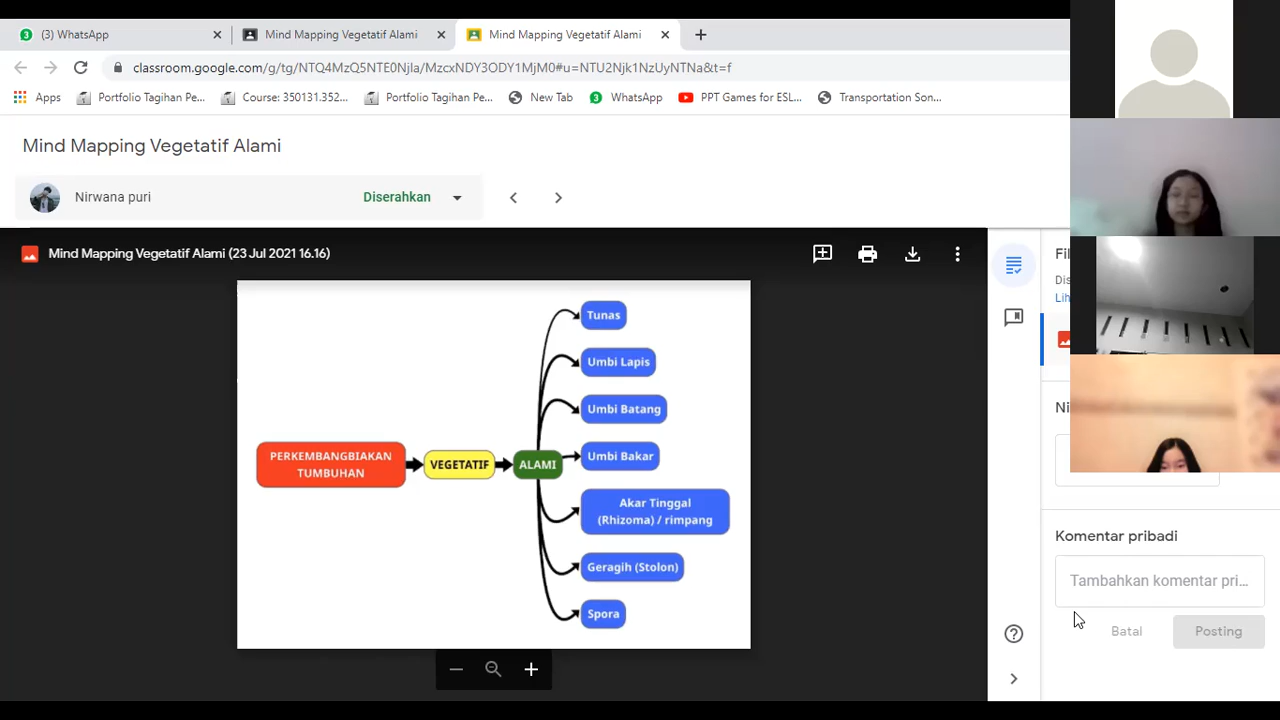 (3) WhatsApp
Mind Mapping Vegetatif Alami
Mind Mapping Vegetatif Alami
classroom.google.com/g/tg/NTQ4MzQ5NTE0NjIa/MzcxNDY3ODY1MjM0#u=NTU2Njk1NzUyNTNa&t=f
Apps
Portfolio Tagihan Pe...
Course: 350131.352...
Portfolio Tagihan Pe...
New Tab
WhatsApp
PPT Games for ESL...
Transportation Son...
Mind Mapping Vegetatif Alami
Nirwana puri
Diserahkan
Mind Mapping Vegetatif Alami (23 Jul 2021 16.16)
PERKEMBANGBIAKAN
TUMBUHAN
VEGETATIF
ALAMI
Tunas
Umbi Lapis
Umbi Batang
Umbi Bakar
Akar Tinggal
(Rhizoma) / rimpang
Geragih (Stolon)
Spora
Komentar pribadi
Tambahkan komentar pri...
Batal
Posting